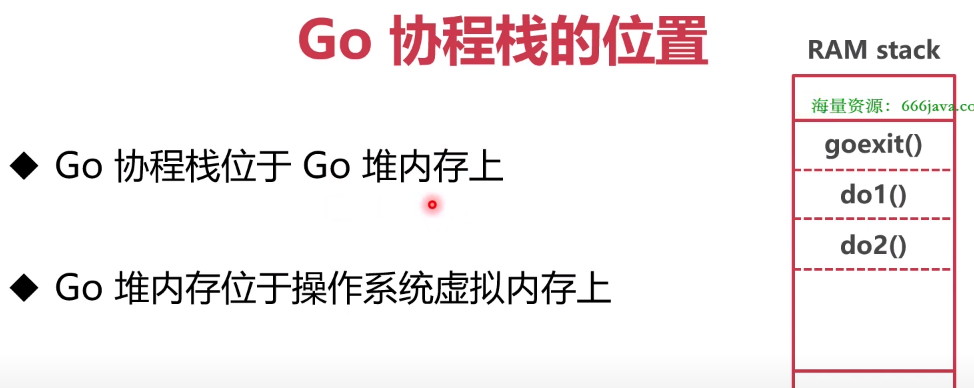 Go 协程栈的位置
RAM stack
海量资源：666java.co
goexit()
◆ Go 协程栈位于 Go 堆内存上
do1()
do2()
◆ Go 堆内存位于操作系统虚拟内存上